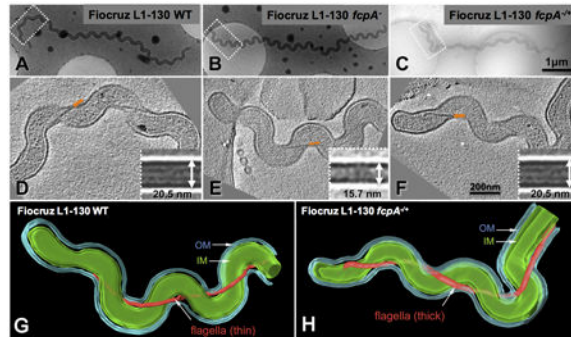 Fiocruz L1-130 WT
A
Fiocruz L1-130 fcpA⁻
B
Fiocruz L1-130 fcpA⁻/⁺
C
1µm
D
20.5 nm
E
15.7 nm
F
200nm
20.5 nm
Fiocruz L1-130 WT
OM
IM
flagella (thin)
G
Fiocruz L1-130 fcpA⁻/⁺
OM
IM
flagella (thick)
H